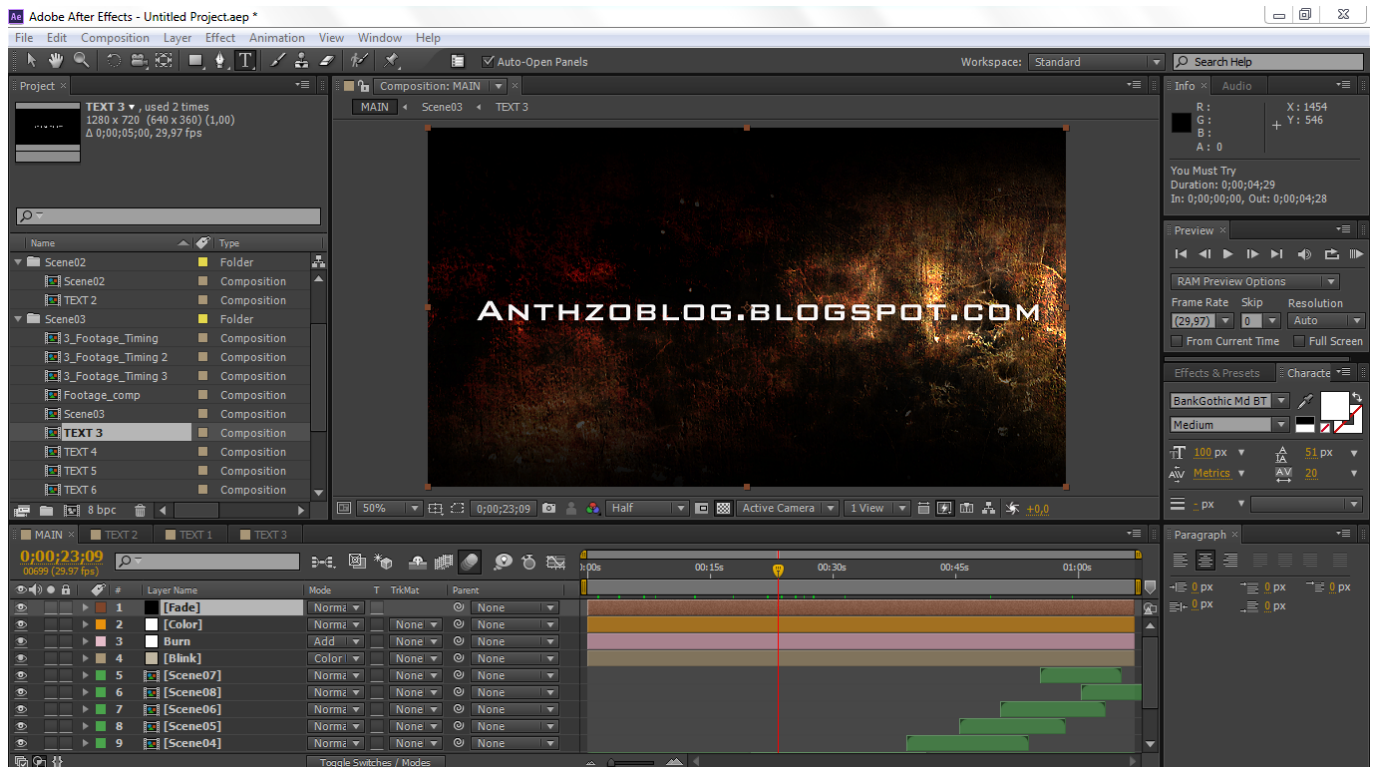 Ae Adobe After Effects - Untitled Project.aep *
File Edit Composition Layer Effect Animation View Window Help
T Auto-Open Panels Workspace: Standard Search Help
Project × Composition: MAIN × Info × Audio
TEXT 3 , used 2 times
1280 x 720 (640 x 360) (1,00)
Δ 0;00;05;00, 29,97 fps
MAIN Scene03 TEXT 3
R :
G :
B :
A : 0
X : 1454
Y : 546
You Must Try
Duration: 0;00;04;29
In: 0;00;00;00, Out: 0;00;04;28
Name Type
Scene02 Folder
Scene02 Composition
TEXT 2 Composition
Scene03 Folder
3_Footage_Timing Composition
3_Footage_Timing 2 Composition
3_Footage_Timing 3 Composition
Footage_comp Composition
Scene03 Composition
TEXT 3 Composition
TEXT 4 Composition
TEXT 5 Composition
TEXT 6 Composition
8 bpc
Anthzoblog.blogspot.com
50% 0;00;23;09 Half Active Camera 1 View +0,0
Preview ×
RAM Preview Options
Frame Rate Skip Resolution
(29,97) 0 Auto
From Current Time Full Screen
Effects & Presets Characte
BankGothic Md BT
Medium
100 px 51 px
Metrics 20
- px
Paragraph ×
0 px 0 px 0 px
0 px 0 px
MAIN × TEXT 2 TEXT 1 TEXT 3
0;00;23;09
00699 (29.97 fps)
):00s 00:15s 00:30s 00:45s 01:00s
# Layer Name Mode T TrkMat Parent
1 [Fade] Norma None
2 [Color] Norma None None
3 Burn Add None None
4 [Blink] Color None None
5 [Scene07] Norma None None
6 [Scene08] Norma None None
7 [Scene06] Norma None None
8 [Scene05] Norma None None
9 [Scene04] Norma None None
Toggle Switches / Modes